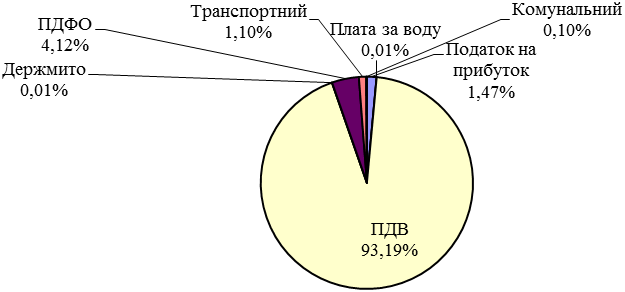 ПДФО
4,12%
Транспортний
1,10%
Плата за воду
0,01%
Комунальний
0,10%
Держмито
0,01%
Податок на
прибуток
1,47%
ПДВ
93,19%